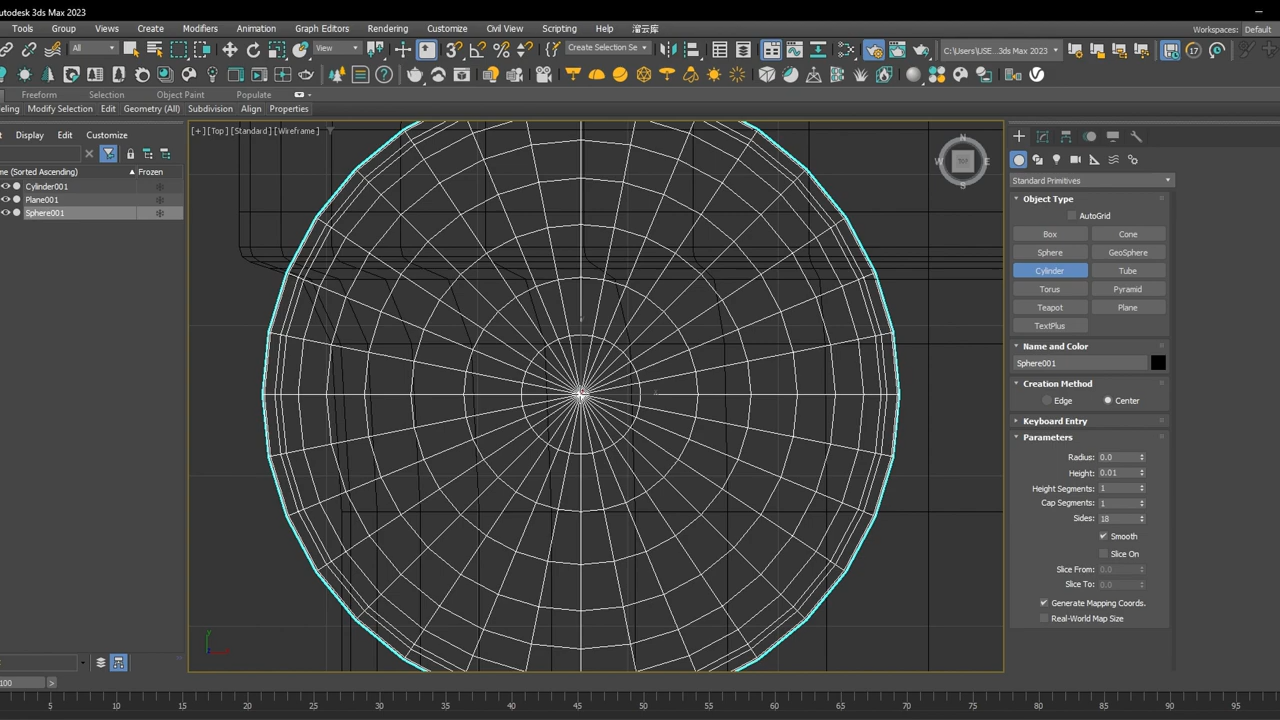 utodesk 3ds Max 2023
Tools Group Views Create Modifiers Animation Graph Editors Rendering Customize Civil View Scripting Help 溜云库 Workspaces: Default
All View Create Selection Se C:\Users\USE...3ds Max 2023 17
Freeform Selection Object Paint Populate
eling Modify Selection Edit Geometry (All) Subdivision Align Properties
t Display Edit Customize
[+] [Top] [Standard] [Wireframe]
me (Sorted Ascending) Frozen
Cylinder001
Plane001
Sphere001
N
W TOP E
S
Standard Primitives
Object Type
AutoGrid
Box Cone
Sphere GeoSphere
Cylinder Tube
Torus Pyramid
Teapot Plane
TextPlus
Name and Color
Sphere001
Creation Method
Edge Center
Keyboard Entry
Parameters
Radius: 0.0
Height: 0.01
Height Segments: 1
Cap Segments: 1
Sides: 18
Smooth
Slice On
Slice From: 0.0
Slice To: 0.0
Generate Mapping Coords.
Real-World Map Size
y
100 >
5 10 15 20 25 30 35 40 45 50 55 60 65 70 75 80 85 90 95